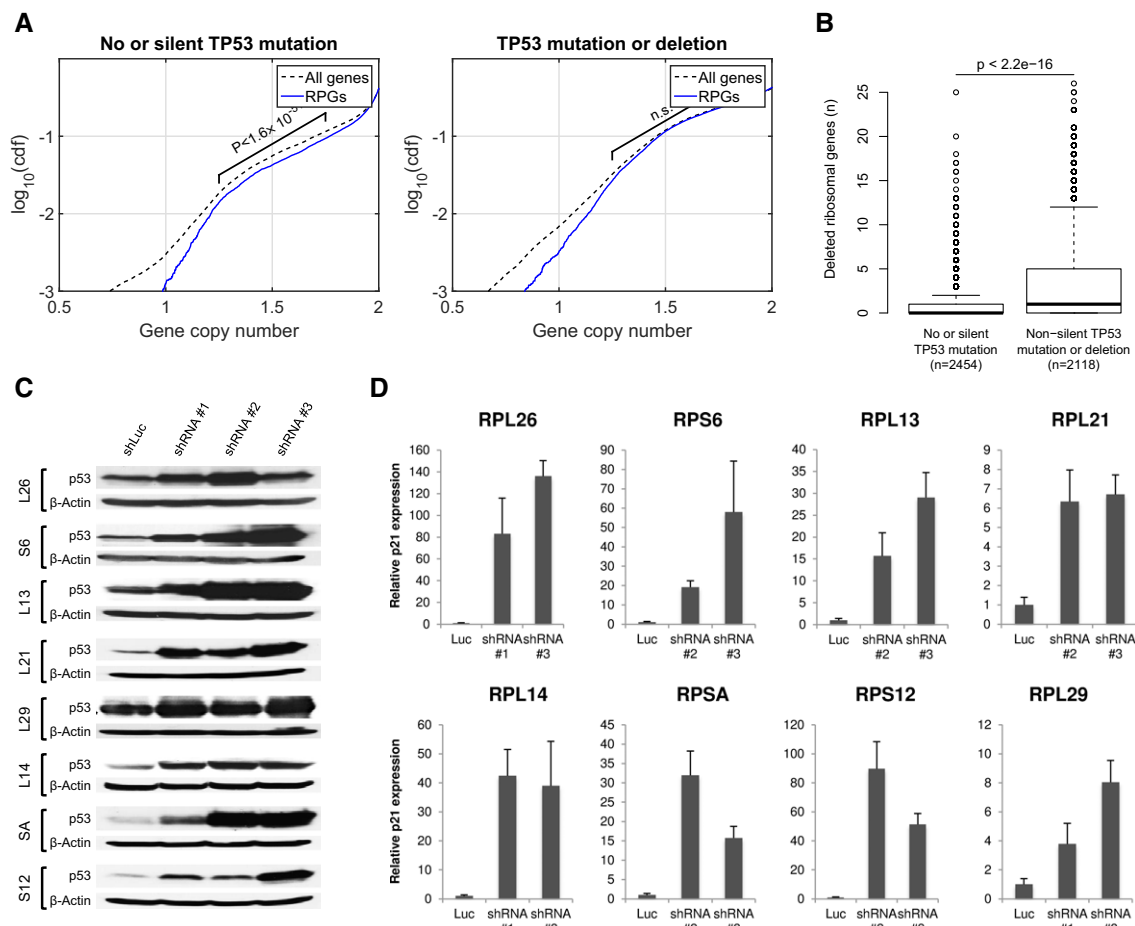 A
B
No or silent TP53 mutation
TP53 mutation or deletion
All genes
RPGs
All genes
RPGs
P<1.6x 10
n.s.
log10(cdf)
-1
-2
-3
0.5
1
1.5
2
Gene copy number
log10(cdf)
-1
-2
-3
0.5
1
1.5
2
Gene copy number
p < 2.2e−16
Deleted ribosomal genes (n)
25
20
15
10
5
0
No or silent
TP53 mutation
(n=2454)
Non−silent TP53
mutation or deletion
(n=2118)
C
shLuc
shRNA #1
shRNA #2
shRNA #3
L26
p53
β-Actin
S6
p53
β-Actin
L13
p53
β-Actin
L21
p53
β-Actin
L29
p53
β-Actin
L14
p53
β-Actin
SA
p53
β-Actin
S12
p53
β-Actin
D
RPL26
Relative p21 expression
160
140
120
100
80
60
40
20
0
Luc shRNA shRNA
#1 #3
RPS6
90
80
70
60
50
40
30
20
10
0
Luc shRNA shRNA
#2 #3
RPL13
40
35
30
25
20
15
10
5
0
Luc shRNA shRNA
#2 #3
RPL21
9
8
7
6
5
4
3
2
1
0
Luc shRNA shRNA
#2 #3
RPL14
Relative p21 expression
60
50
40
30
20
10
0
Luc shRNA shRNA
RPSA
45
40
35
30
25
20
15
10
5
0
Luc shRNA shRNA
RPS12
120
100
80
60
40
20
0
Luc shRNA shRNA
RPL29
12
10
8
6
4
2
0
Luc shRNA shRNA